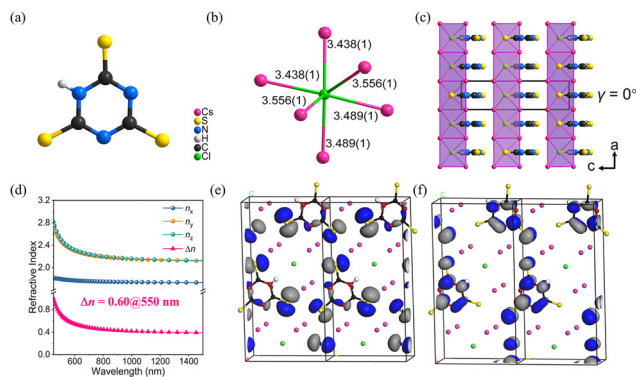 (a)
Cs
S
N
H
C
Cl
(b)
3.438(1)
3.438(1)
3.556(1)
3.556(1)
3.489(1)
3.489(1)
(c)
γ = 0°
a
c
(d)
Refractive Index
2.8
2.4
2.0
1.6
0.8
0.4
0.0
nx
ny
nz
Δn
Δn = 0.60@550 nm
600 800 1000 1200 1400
Wavelength (nm)
(e)
(f)